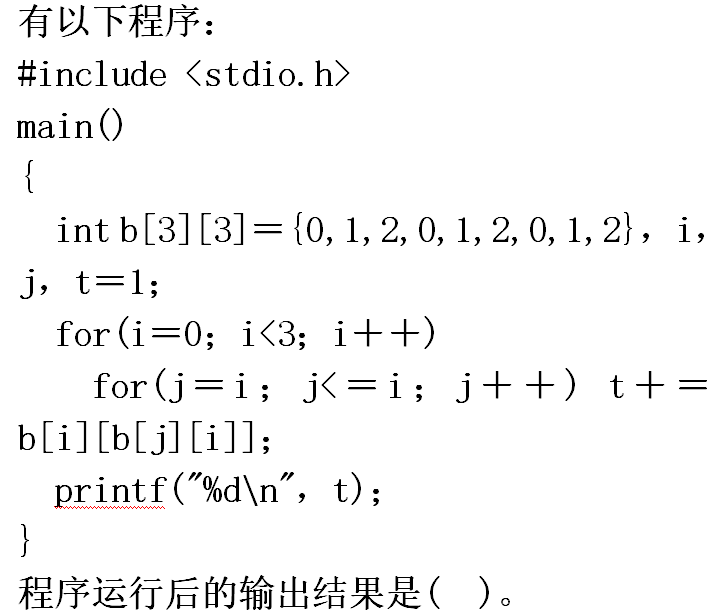 有以下程序：
#include <stdio.h>
main()
{
int b[3][3]={0,1,2,0,1,2,0,1,2}, i,
j, t=1;
for(i=0; i<3; i++)
for(j=i; j<=i; j++) t+=
b[i][b[j][i]];
printf("%d\n", t);
}
程序运行后的输出结果是( )。